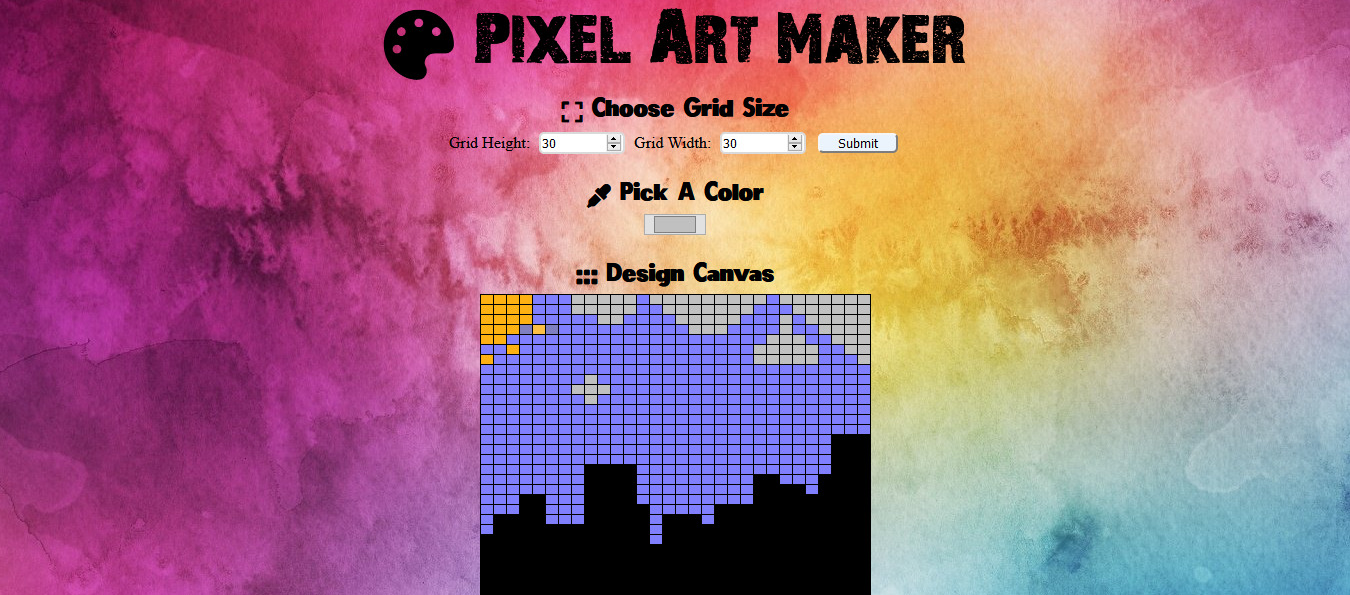 Pixel Art Maker
Choose Grid Size
Grid Height: 30 Grid Width: 30 Submit
Pick A Color
Design Canvas